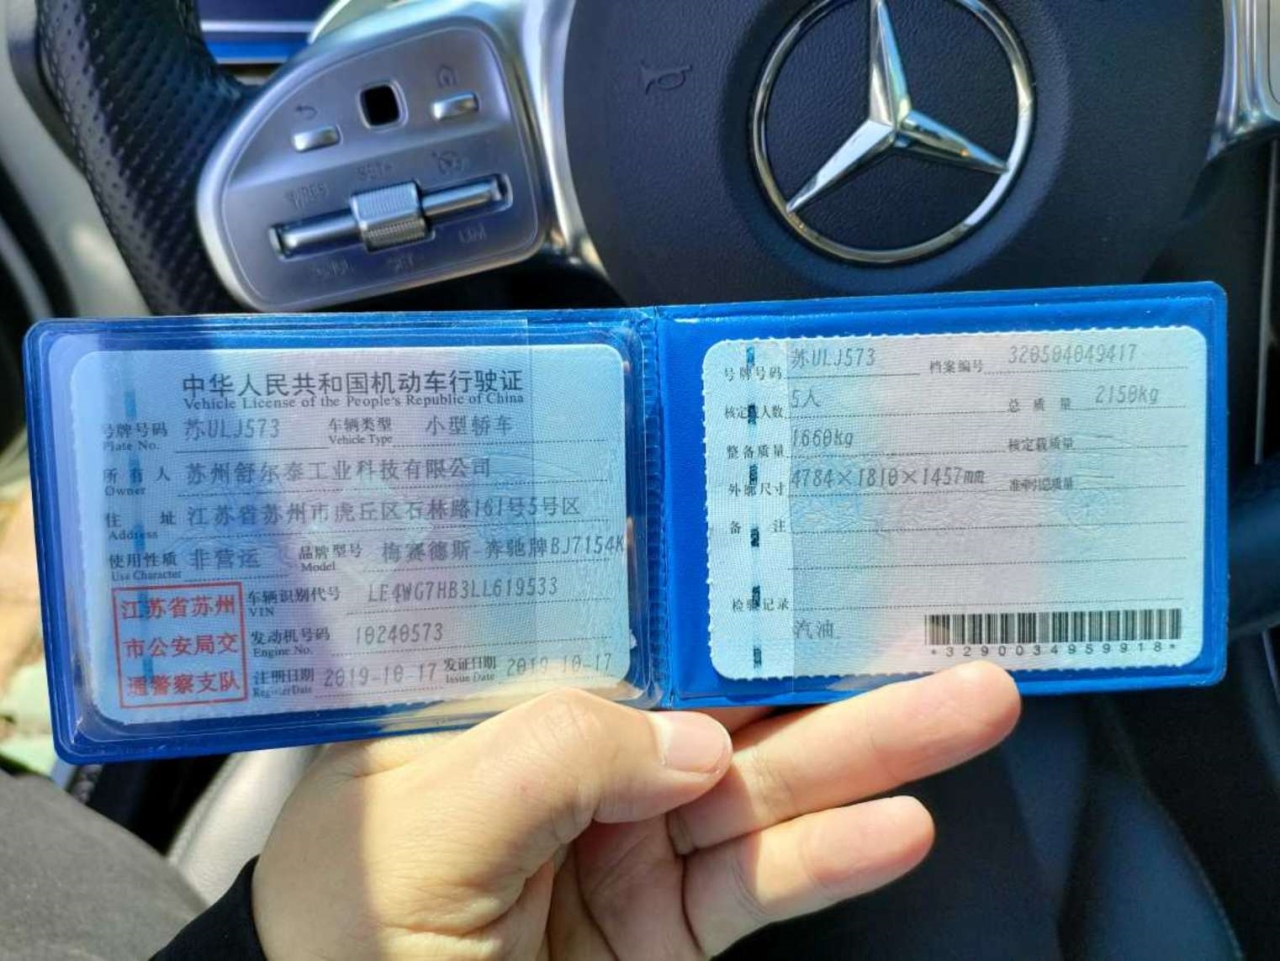 中华人民共和国机动车行驶证
Vehicle License of the People's Republic of China
号牌号码 苏ULJ573 车辆类型 小型轿车
Plate No. Vehicle Type
所有人 苏州舒尔泰工业科技有限公司
Owner
住址 江苏省苏州市虎丘区石林路161号5号区
Address
使用性质 非营运 品牌型号 梅赛德斯-奔驰牌BJ7154K
Use Character Model
江苏省苏州
市公安局交
通警察支队
车辆识别代号 LE4WG7HB3LL619533
VIN
发动机号码 10240573
Engine No.
注册日期 2019-10-17 发证日期 2019-10-17
Register Date Issue Date
号牌号码 苏ULJ573 档案编号 320504049417
核定载人数 5人 总质量 2150kg
整备质量 1660kg 核定载质量
外廓尺寸 4784×1810×1457mm 准牵引总质量
备注
检验记录
汽油
*3290034959918*